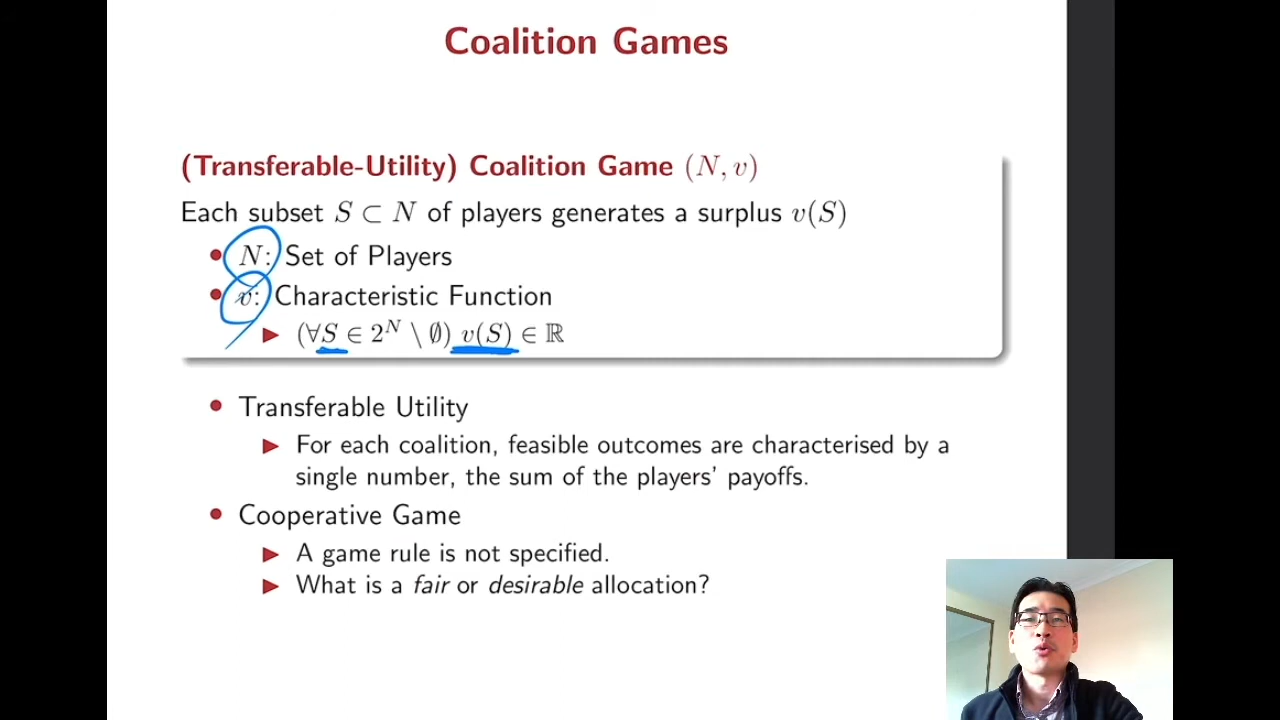 Coalition Games
(Transferable-Utility) Coalition Game (N, v)
Each subset S ⊂ N of players generates a surplus v(S)
• N: Set of Players
• v: Characteristic Function
▶ (∀S ∈ 2^N \ ∅) v(S) ∈ ℝ
• Transferable Utility
▶ For each coalition, feasible outcomes are characterised by a
single number, the sum of the players' payoffs.
• Cooperative Game
▶ A game rule is not specified.
▶ What is a fair or desirable allocation?